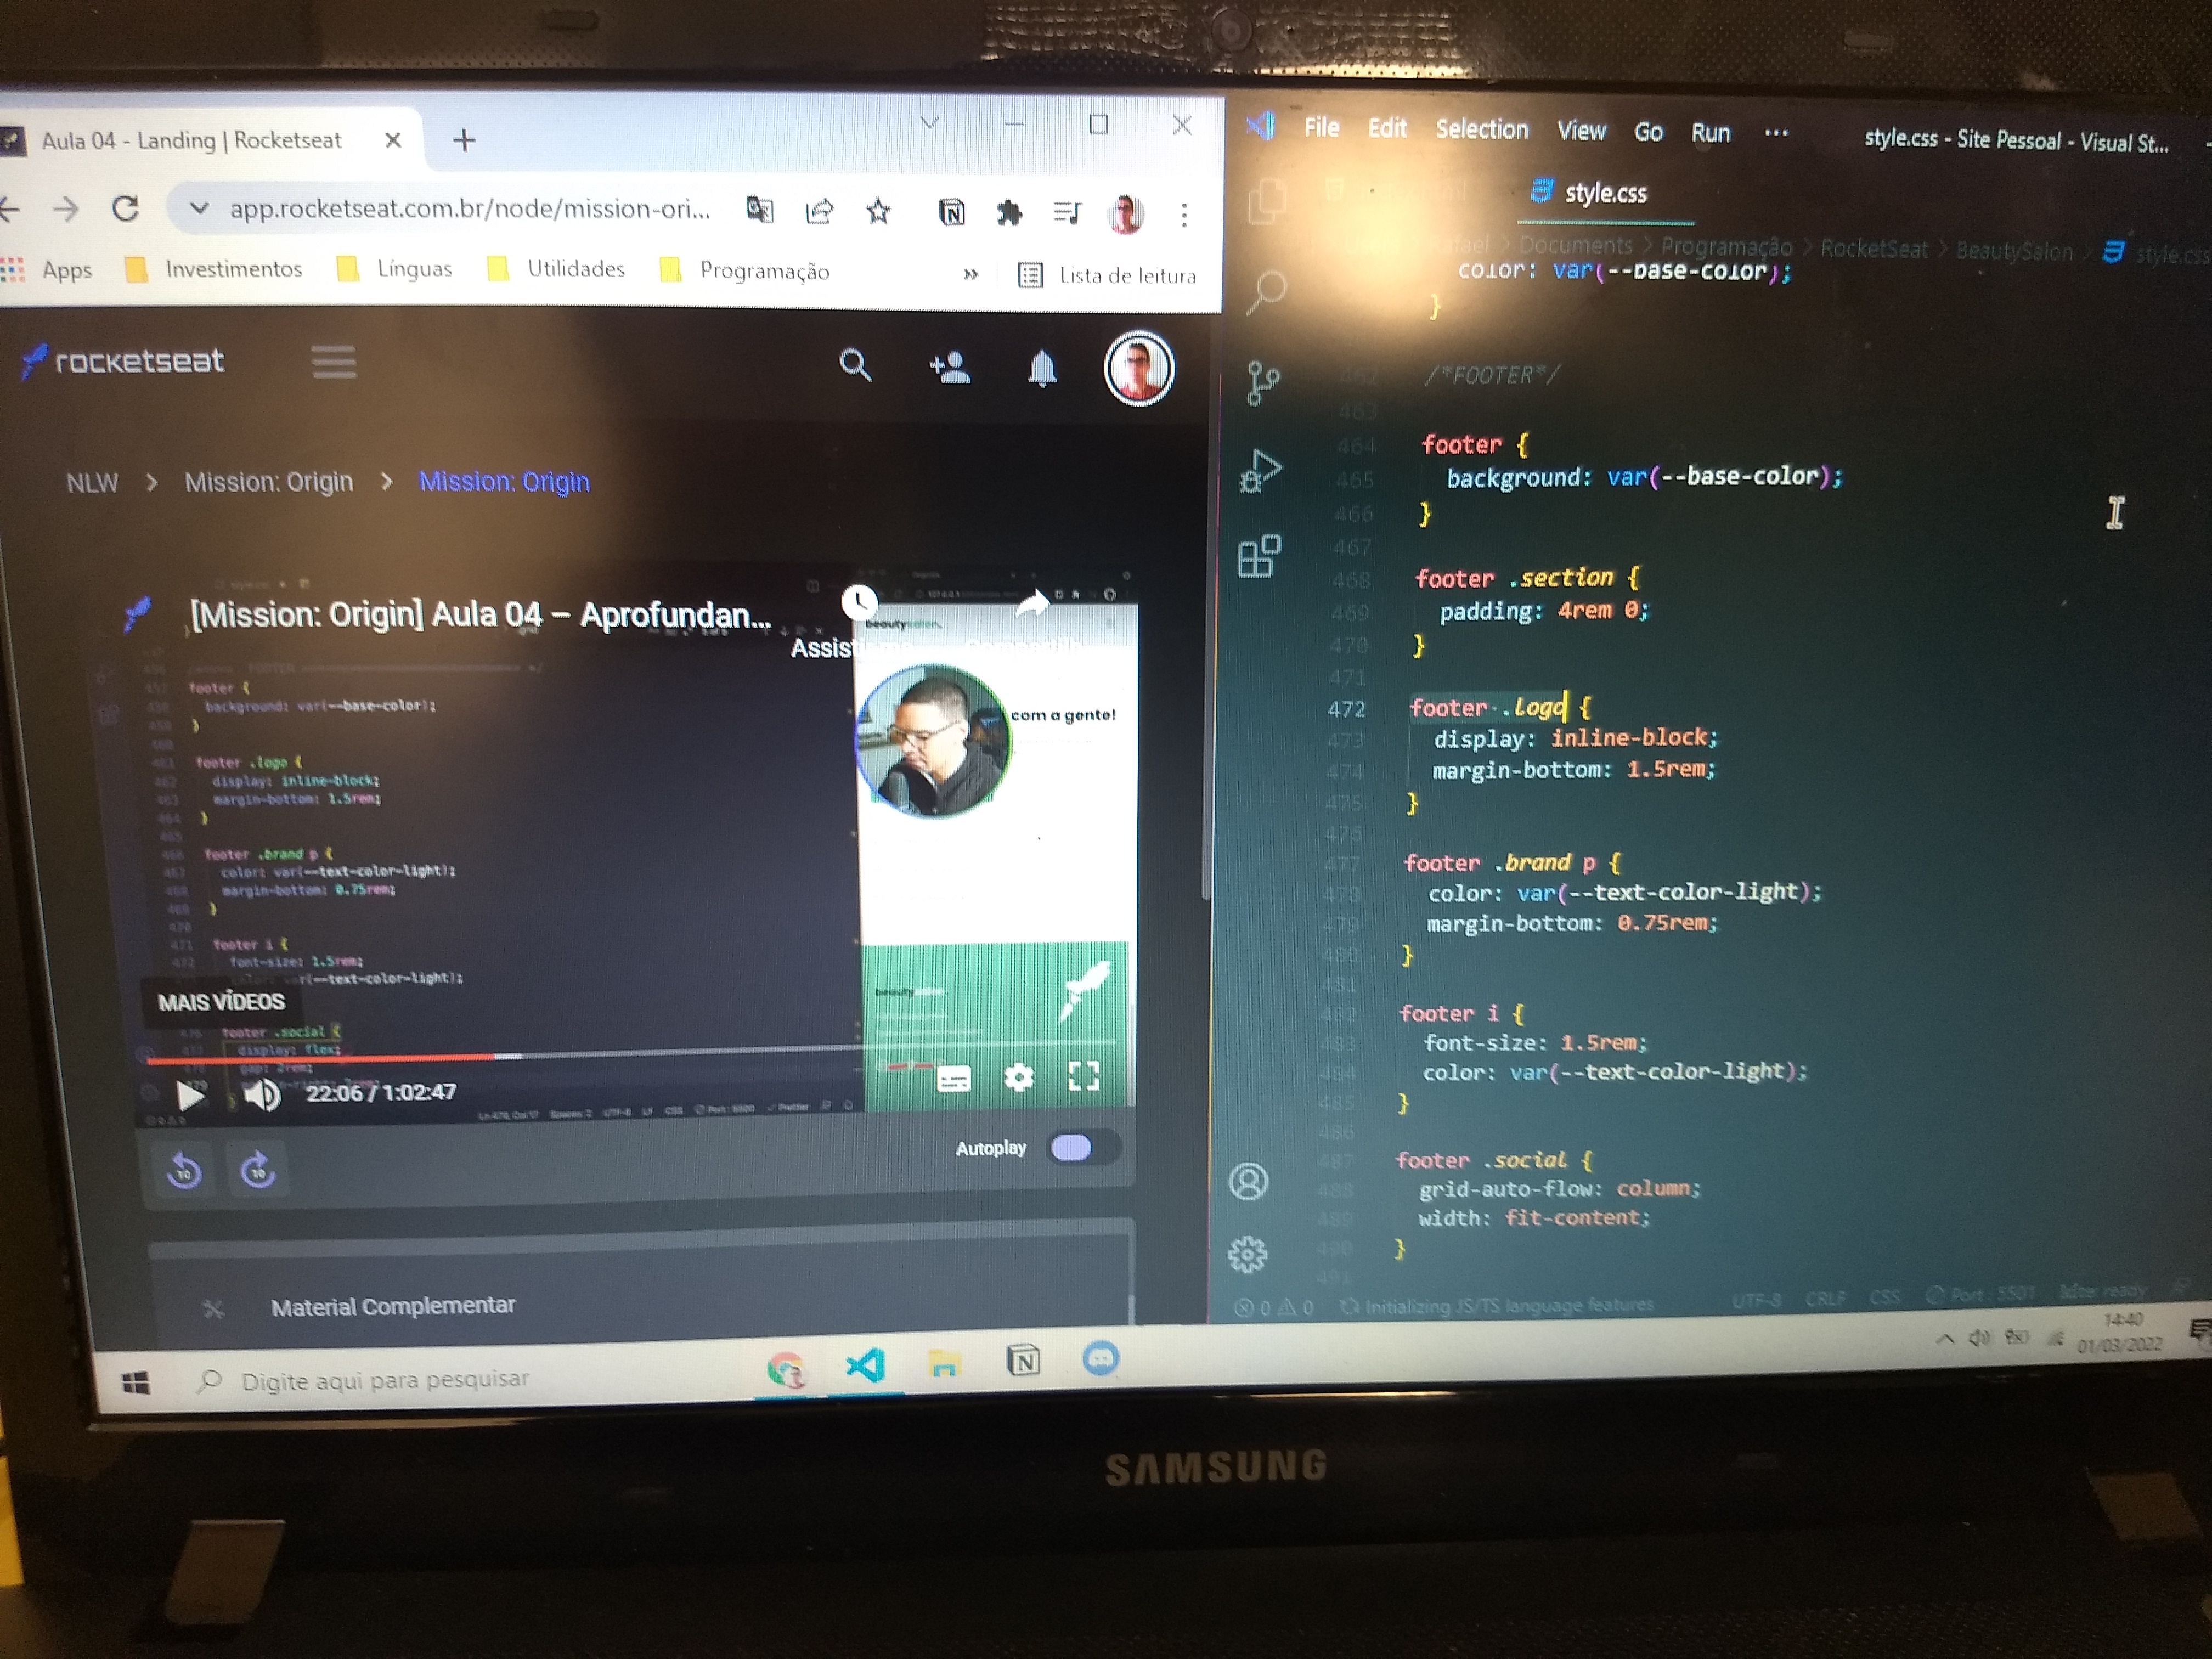 Aula 04 - Landing | Rocketseat
app.rocketseat.com.br/node/mission-ori...
Apps Investimentos Línguas Utilidades Programação » Lista de leitura
rocketseat
NLW > Mission: Origin > Mission: Origin
[Mission: Origin] Aula 04 – Aprofundan...
beautysalon.
Assist
footer {
background: var(--base-color);
}
com a gente!
footer .logo {
display: inline-block;
margin-bottom: 1.5rem;
}
footer .brand p {
color: var(--text-color-light);
margin-bottom: 0.75rem;
}
footer i {
font-size: 1.5rem;
(--text-color-light);
MAIS VÍDEOS
footer .social {
display: flex;
22:06 / 1:02:47
Autoplay
10 10
Material Complementar
File Edit Selection View Go Run ··· style.css - Site Pessoal - Visual St...
style.css
Documents > Programação > RocketSeat > BeautySalon > style.css
color: var(--base-color);
}
/*FOOTER*/
463
464 footer {
465 background: var(--base-color);
466 }
467
468 footer .section {
469 padding: 4rem 0;
470 }
471
472 footer .logo {
473 display: inline-block;
474 margin-bottom: 1.5rem;
475 }
476
477 footer .brand p {
478 color: var(--text-color-light);
479 margin-bottom: 0.75rem;
480 }
481
482 footer i {
483 font-size: 1.5rem;
484 color: var(--text-color-light);
485 }
486
487 footer .social {
488 grid-auto-flow: column;
489 width: fit-content;
490 }
491
0 0 Initializing JS/TS language features UTF-8 CRLF CSS Port : 5501
Digite aqui para pesquisar
14:40
01/03/2022
SAMSUNG